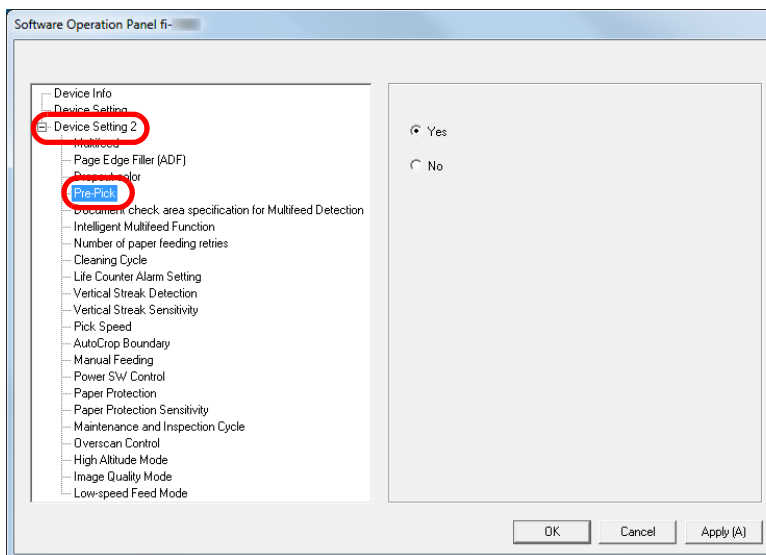 Software Operation Panel fi-
Device Info
Device Setting
Device Setting 2
Multifeed
Page Edge Filler (ADF)
Dropout color
Pre-Pick
Document check area specification for Multifeed Detection
Intelligent Multifeed Function
Number of paper feeding retries
Cleaning Cycle
Life Counter Alarm Setting
Vertical Streak Detection
Vertical Streak Sensitivity
Pick Speed
AutoCrop Boundary
Manual Feeding
Power SW Control
Paper Protection
Paper Protection Sensitivity
Maintenance and Inspection Cycle
Overscan Control
High Altitude Mode
Image Quality Mode
Low-speed Feed Mode
Yes
No
OK
Cancel
Apply (A)